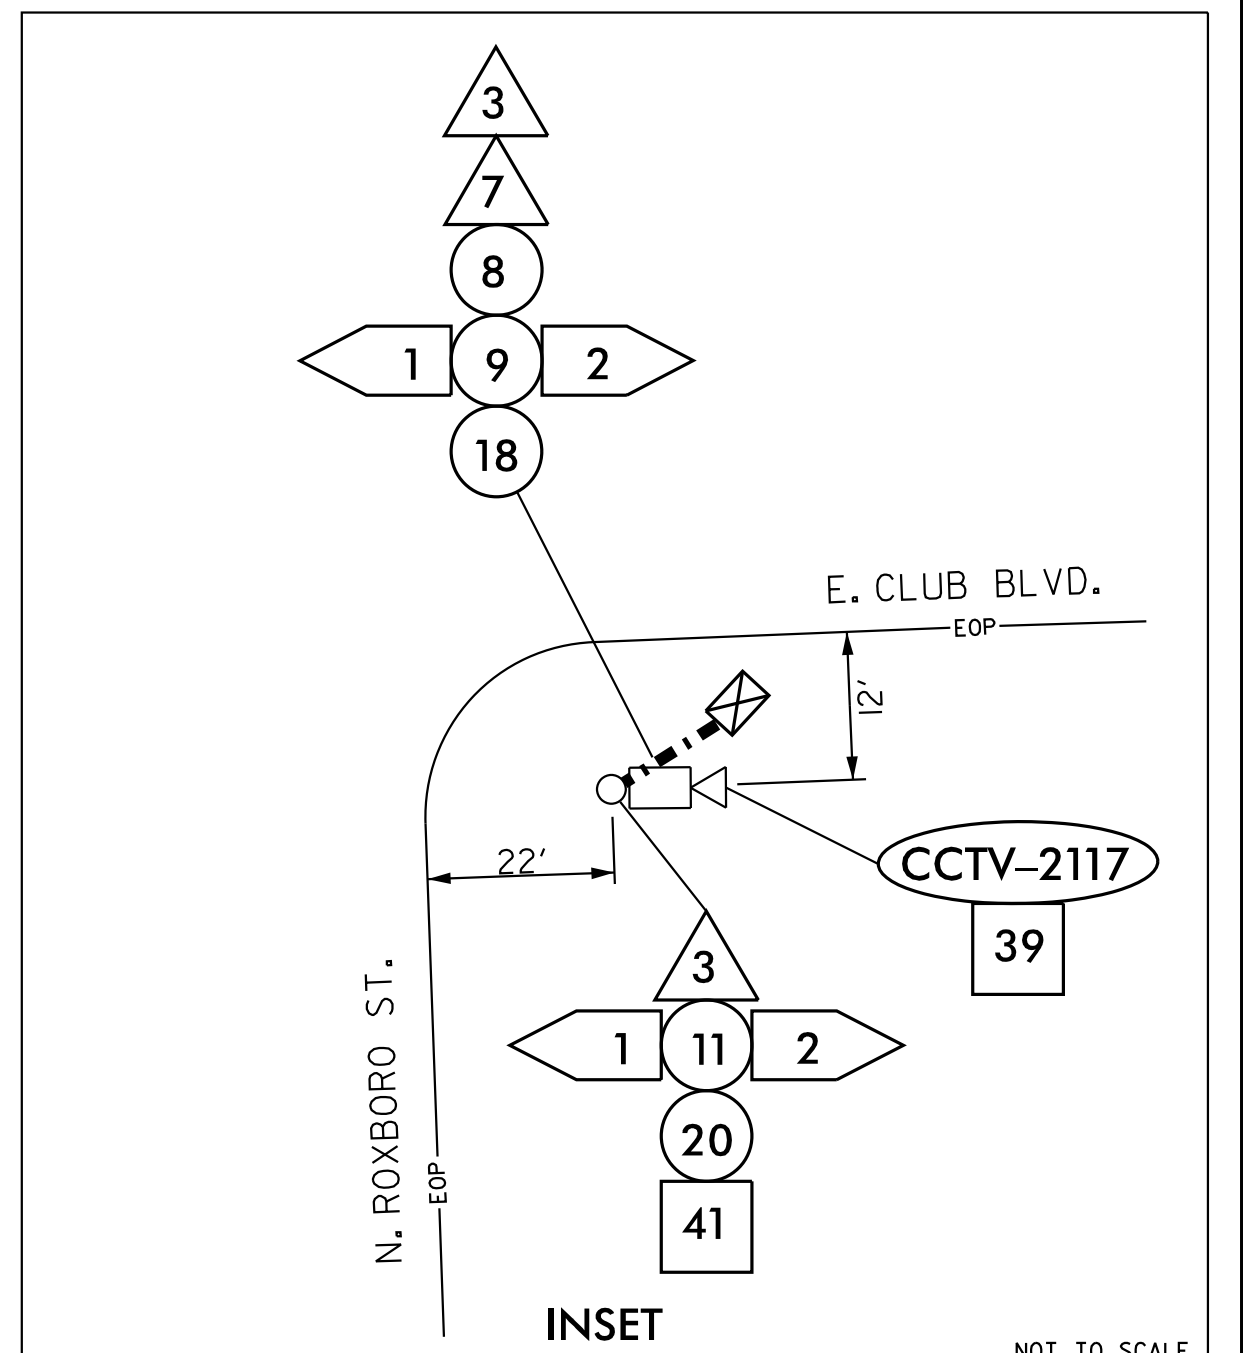 3
7
8
1 9 2
18
E. CLUB BLVD.
EOP
12'
22'
CCTV–2117
39
3
1 11 2
20
41
N. ROXBORO ST.
EOP
INSET
NOT TO SCALE